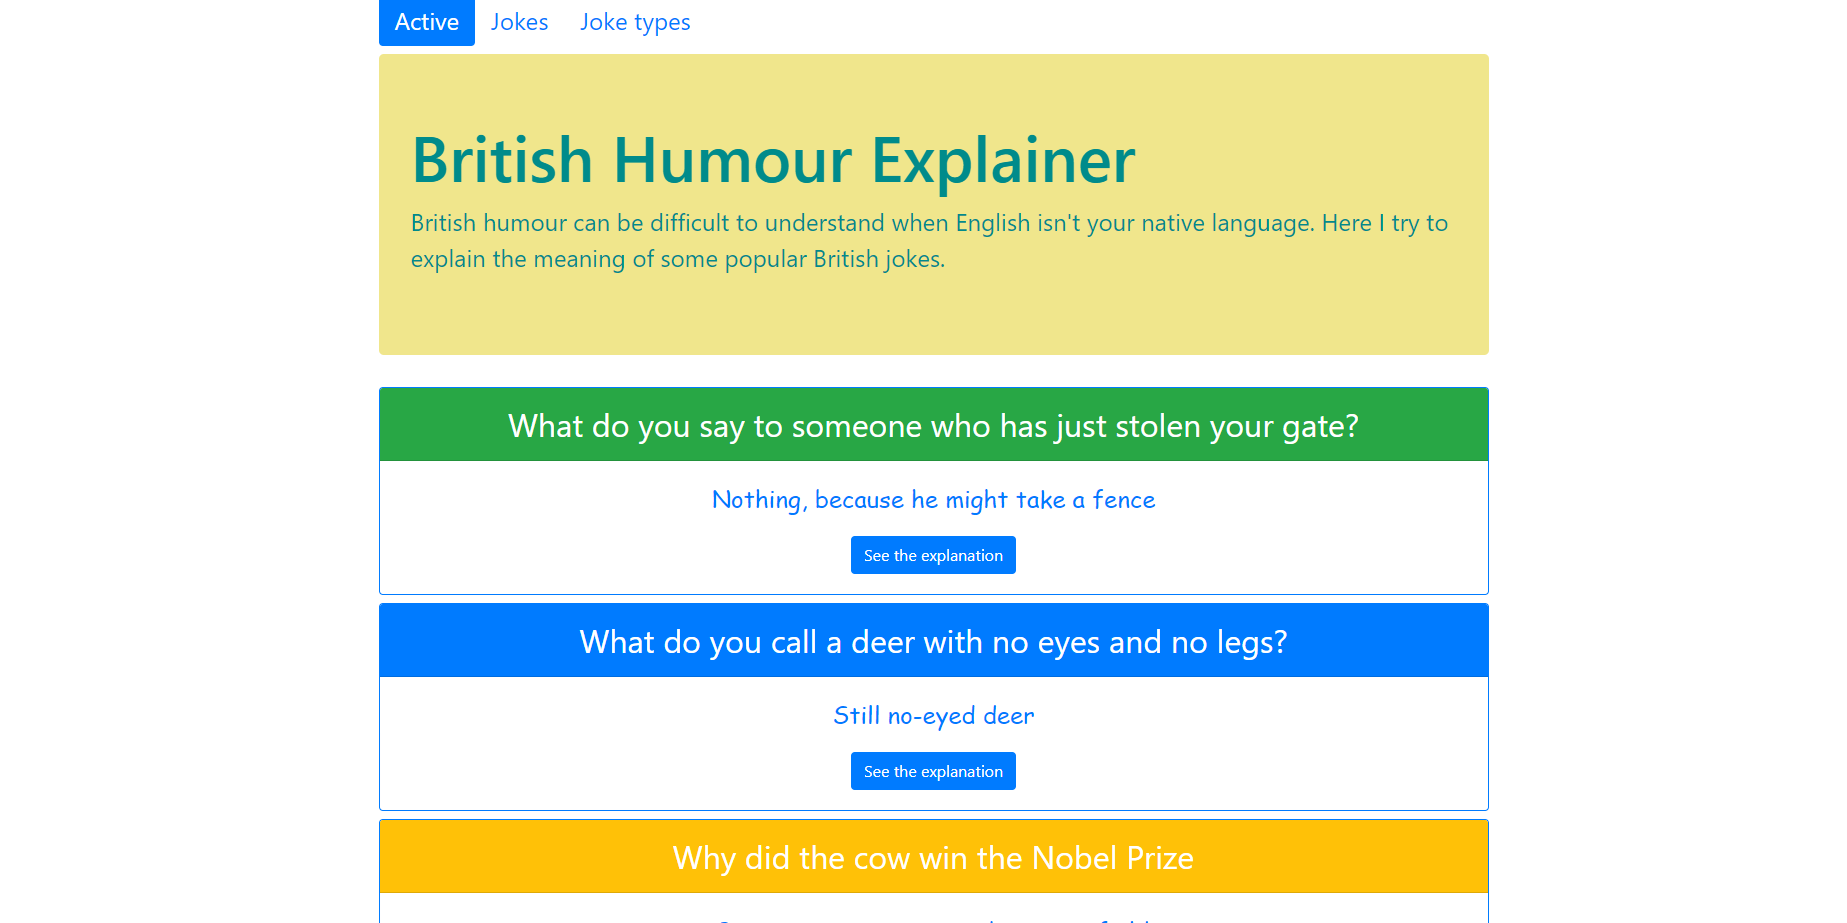 Active Jokes Joke types
British Humour Explainer
British humour can be difficult to understand when English isn't your native language. Here I try to
explain the meaning of some popular British jokes.
What do you say to someone who has just stolen your gate?
Nothing, because he might take a fence
See the explanation
What do you call a deer with no eyes and no legs?
Still no-eyed deer
See the explanation
Why did the cow win the Nobel Prize